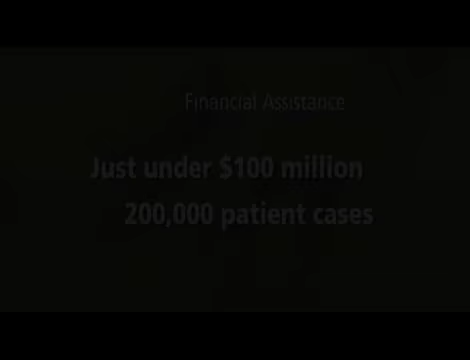 Financial Assistance
Just under $100 million
200,000 patient cases